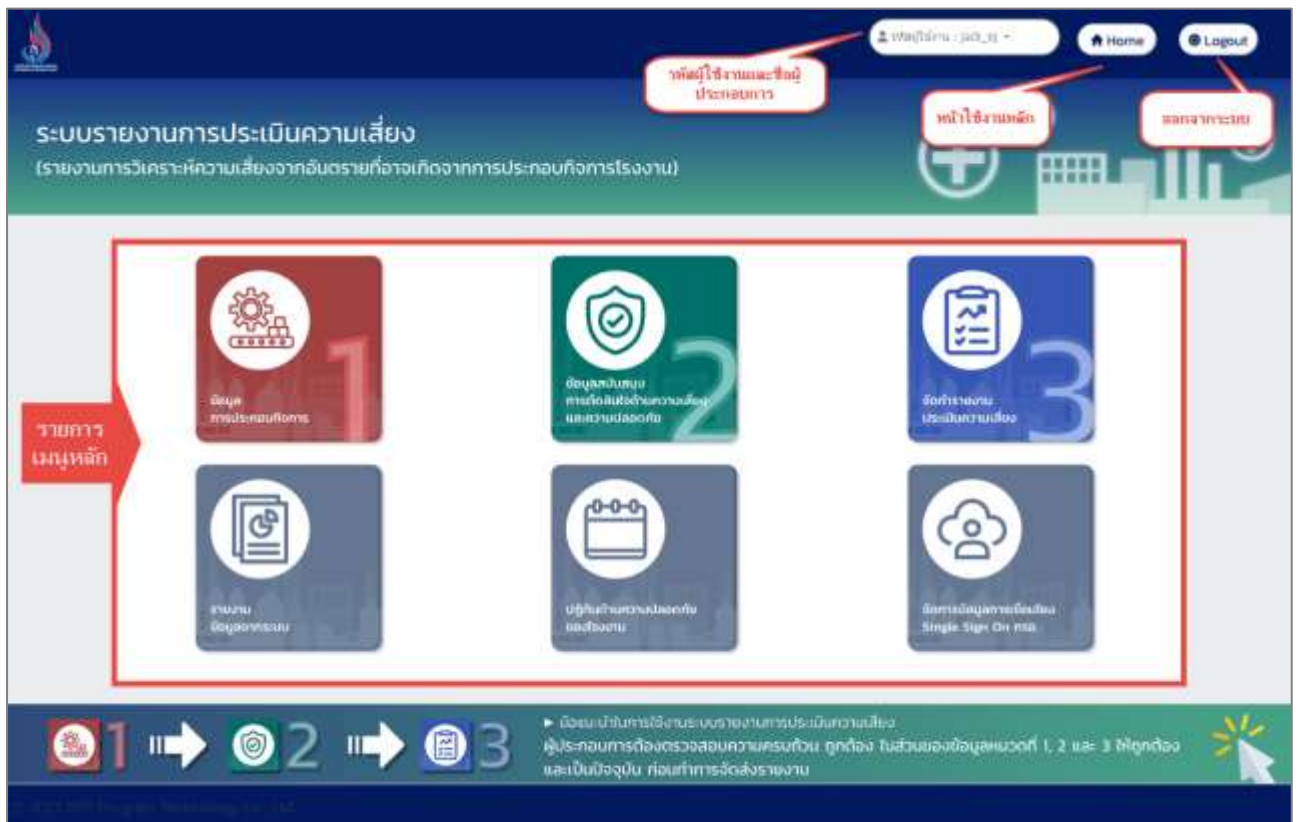 รหัสผู้ใช้งาน :
Home
Logout
รหัสผู้ใช้งานและชื่อผู้
ประกอบการ
หน้าใช้งานหลัก
ออกจากระบบ
ระบบรายงานการประเมินความเสี่ยง
(รายงานการวิเคราะห์ความเสี่ยงจากอันตรายที่อาจเกิดจากการประกอบกิจการโรงงาน)
รายการ
เมนูหลัก
1
ข้อมูล
การประกอบกิจการ
2
ข้อมูลสนับสนุน
การตัดสินใจด้านความเสี่ยง
และความปลอดภัย
3
จัดทำรายงาน
ประเมินความเสี่ยง
รายงาน
ข้อมูลจากระบบ
ปฏิทินด้านความปลอดภัย
ของโรงงาน
จัดการข้อมูลการเชื่อมโยง
Single Sign On กรอ.
1
2
3
► ข้อแนะนำในการใช้งานระบบรายงานการประเมินความเสี่ยง
ผู้ประกอบการต้องตรวจสอบความครบถ้วน ถูกต้อง ในส่วนของข้อมูลหมวดที่ 1, 2 และ 3 ให้ถูกต้อง
และเป็นปัจจุบัน ก่อนทำการจัดส่งรายงาน